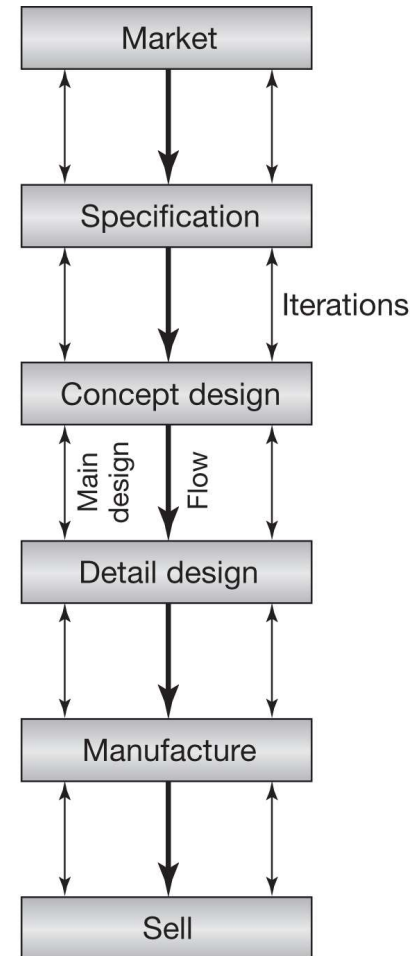 Market
Specification
Iterations
Concept design
Main
design
Flow
Detail design
Manufacture
Sell